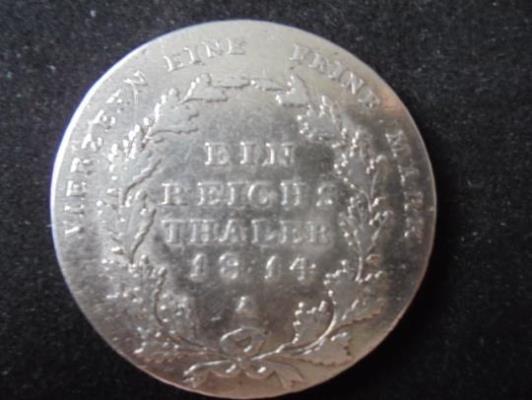 VIERZEHN EINE FEINE MARK
EIN
REICHS
THALER
1814
A